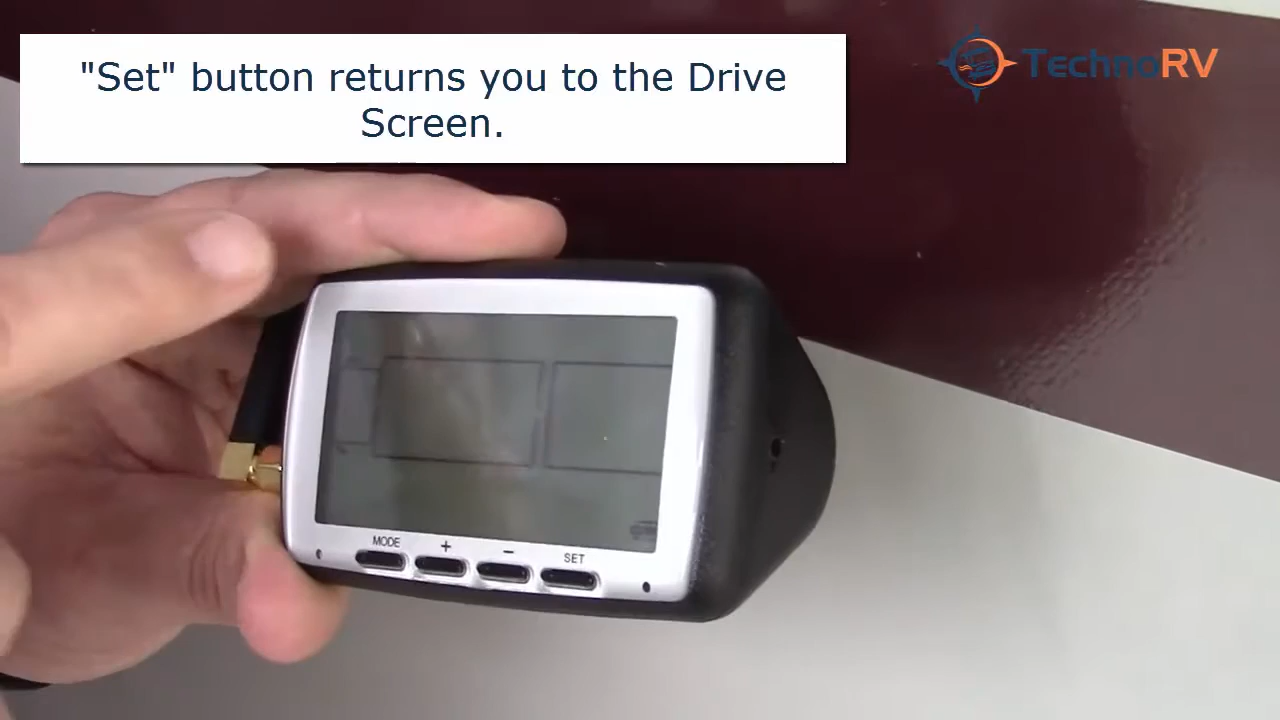 "Set" button returns you to the Drive
Screen.
TechnoRV
MODE + − SET